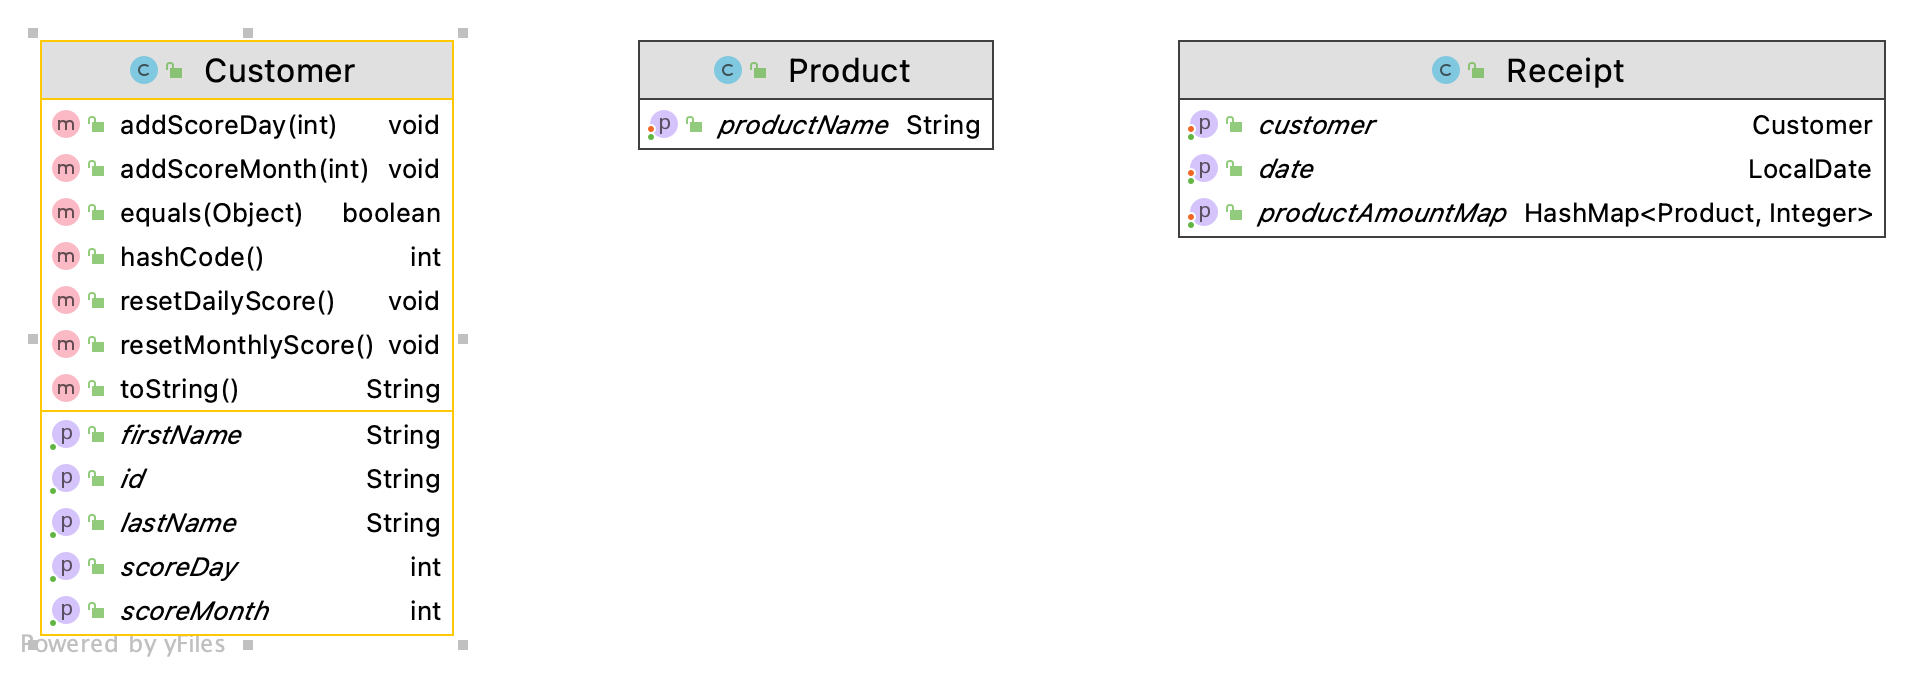 C Customer
m addScoreDay(int) void
m addScoreMonth(int) void
m equals(Object) boolean
m hashCode() int
m resetDailyScore() void
m resetMonthlyScore() void
m toString() String
p firstName String
p id String
p lastName String
p scoreDay int
p scoreMonth int
Powered by yFiles
C Product
p productName String
C Receipt
p customer Customer
p date LocalDate
p productAmountMap HashMap<Product, Integer>